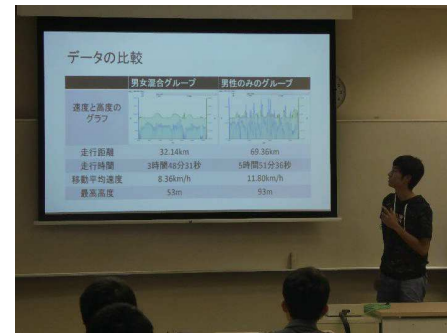 データの比較
男女混合グループ 男性のみのグループ
速度と高度の
グラフ
走行距離 32.14km 69.36km
走行時間 3時間48分31秒 5時間51分36秒
移動平均速度 8.36km/h 11.80km/h
最高高度 53m 93m